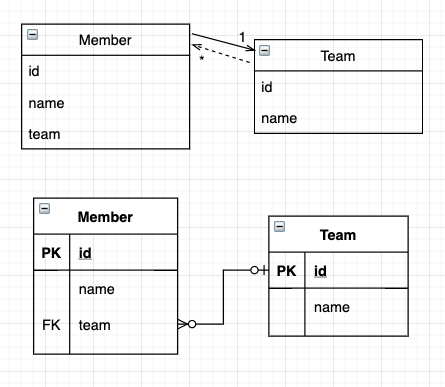 Member
id
name
team
1
*
Team
id
name
Member
PK id
name
FK team
Team
PK id
name